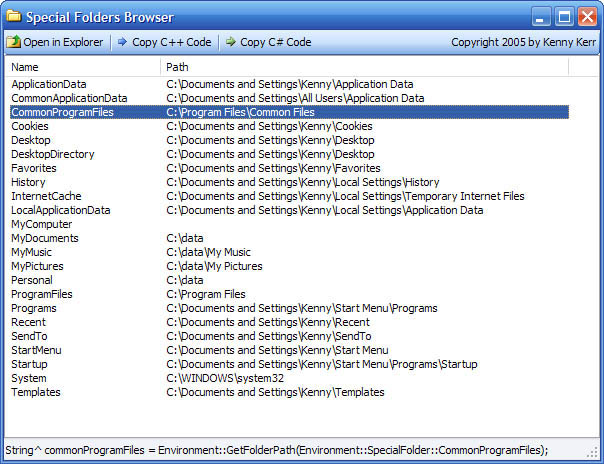 Special Folders Browser
Open in Explorer Copy C++ Code Copy C# Code Copyright 2005 by Kenny Kerr
Name Path
ApplicationData C:\Documents and Settings\Kenny\Application Data
CommonApplicationData C:\Documents and Settings\All Users\Application Data
CommonProgramFiles C:\Program Files\Common Files
Cookies C:\Documents and Settings\Kenny\Cookies
Desktop C:\Documents and Settings\Kenny\Desktop
DesktopDirectory C:\Documents and Settings\Kenny\Desktop
Favorites C:\Documents and Settings\Kenny\Favorites
History C:\Documents and Settings\Kenny\Local Settings\History
InternetCache C:\Documents and Settings\Kenny\Local Settings\Temporary Internet Files
LocalApplicationData C:\Documents and Settings\Kenny\Local Settings\Application Data
MyComputer
MyDocuments C:\data
MyMusic C:\data\My Music
MyPictures C:\data\My Pictures
Personal C:\data
ProgramFiles C:\Program Files
Programs C:\Documents and Settings\Kenny\Start Menu\Programs
Recent C:\Documents and Settings\Kenny\Recent
SendTo C:\Documents and Settings\Kenny\SendTo
StartMenu C:\Documents and Settings\Kenny\Start Menu
Startup C:\Documents and Settings\Kenny\Start Menu\Programs\Startup
System C:\WINDOWS\system32
Templates C:\Documents and Settings\Kenny\Templates
String^ commonProgramFiles = Environment::GetFolderPath(Environment::SpecialFolder::CommonProgramFiles);